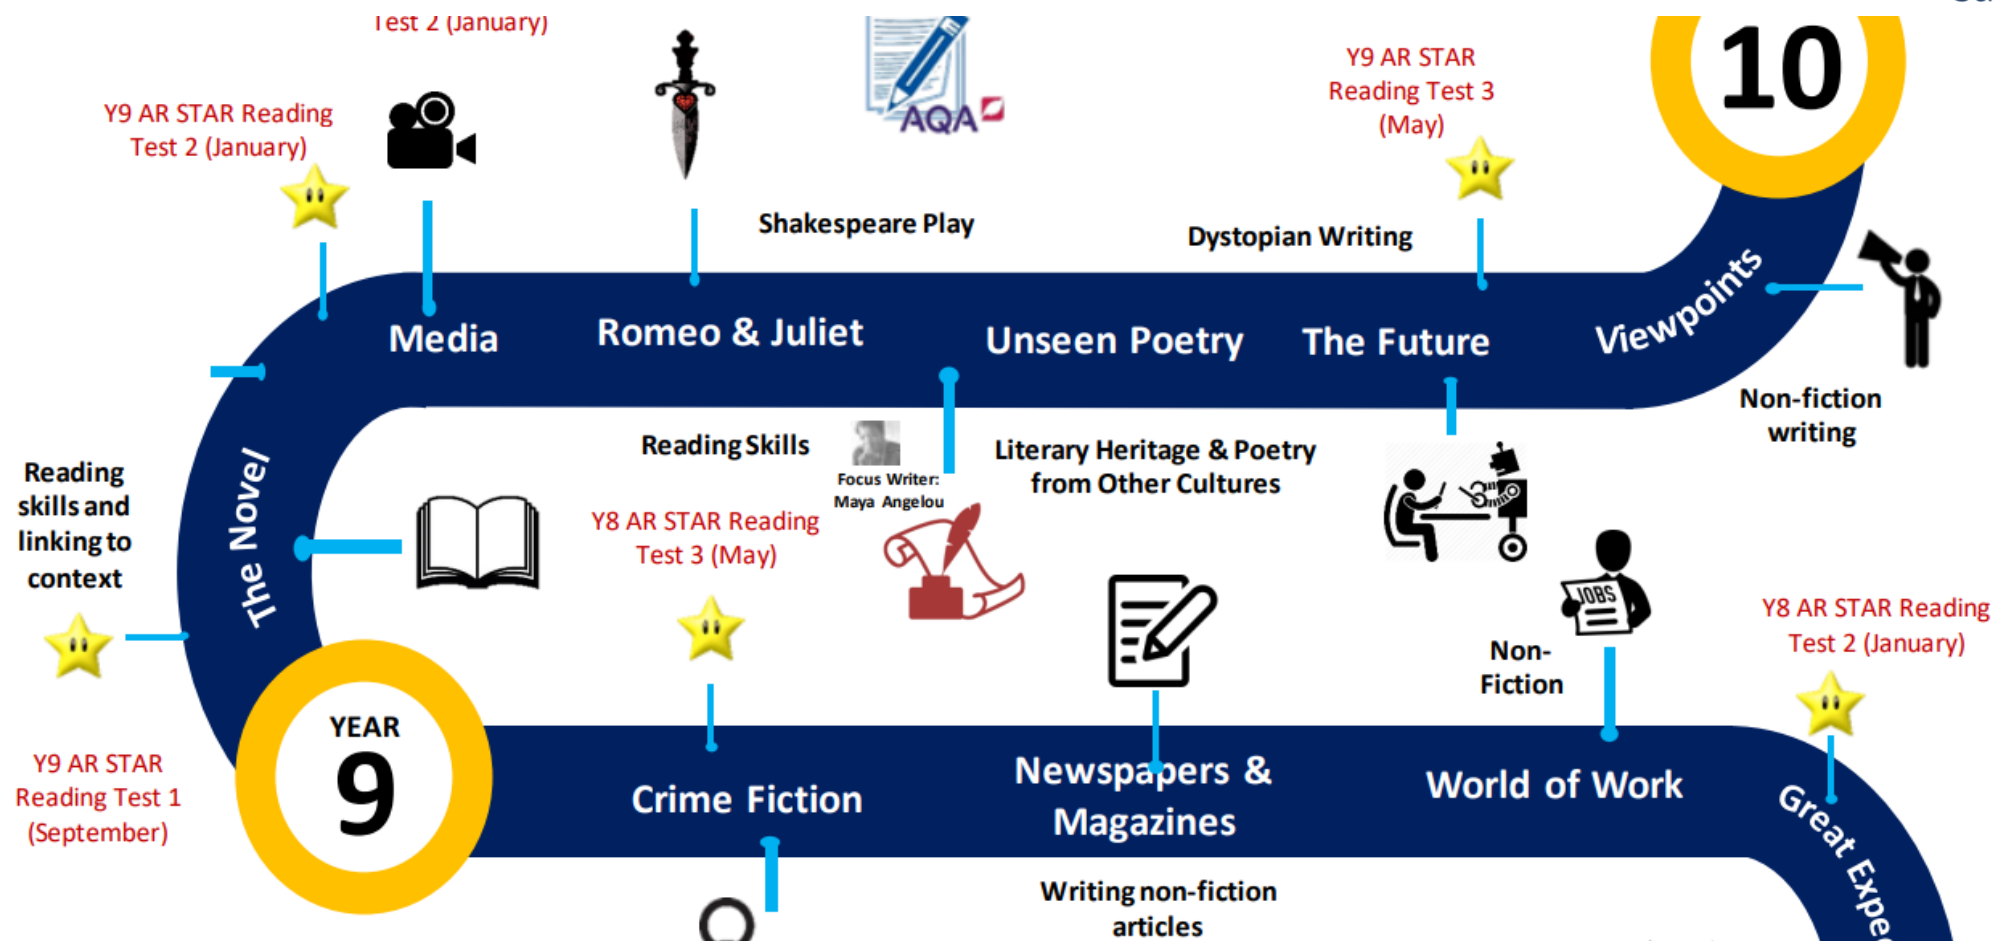 Test 2 (January)
10
Y9 AR STAR
Reading Test 3
(May)
Y9 AR STAR Reading
Test 2 (January)
AQA
Shakespeare Play
Dystopian Writing
Media
Romeo & Juliet
Unseen Poetry
The Future
Viewpoints
Non-fiction
writing
Reading
skills and
linking to
context
The Novel
Reading Skills
Focus Writer:
Maya Angelou
Literary Heritage & Poetry
from Other Cultures
Y8 AR STAR Reading
Test 3 (May)
JOBS
Non-
Fiction
Y8 AR STAR Reading
Test 2 (January)
Y9 AR STAR
Reading Test 1
(September)
YEAR
9
Crime Fiction
Newspapers &
Magazines
World of Work
Great Expe
Writing non-fiction
articles